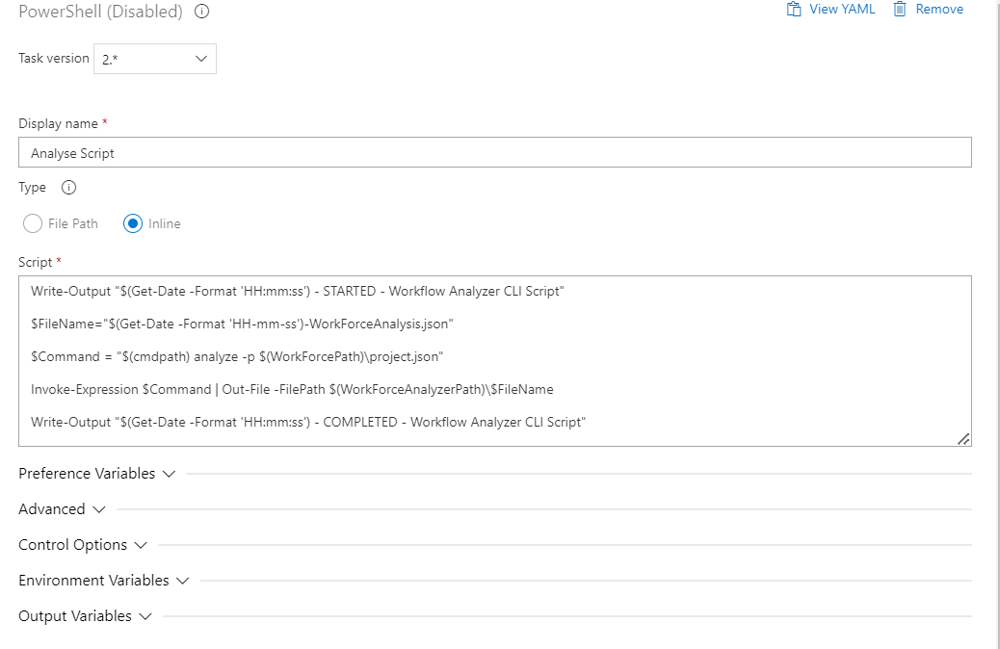 PowerShell (Disabled)
View YAML
Remove
Task version
2.*
Display name *
Analyse Script
Type
File Path
Inline
Script *
Write-Output "$(Get-Date -Format 'HH:mm:ss') - STARTED - Workflow Analyzer CLI Script"
$FileName="$(Get-Date -Format 'HH-mm-ss')-WorkForceAnalysis.json"
$Command = "$(cmdpath) analyze -p $(WorkForcePath)\project.json"
Invoke-Expression $Command | Out-File -FilePath $(WorkForceAnalyzerPath)\$FileName
Write-Output "$(Get-Date -Format 'HH:mm:ss') - COMPLETED - Workflow Analyzer CLI Script"
Preference Variables
Advanced
Control Options
Environment Variables
Output Variables